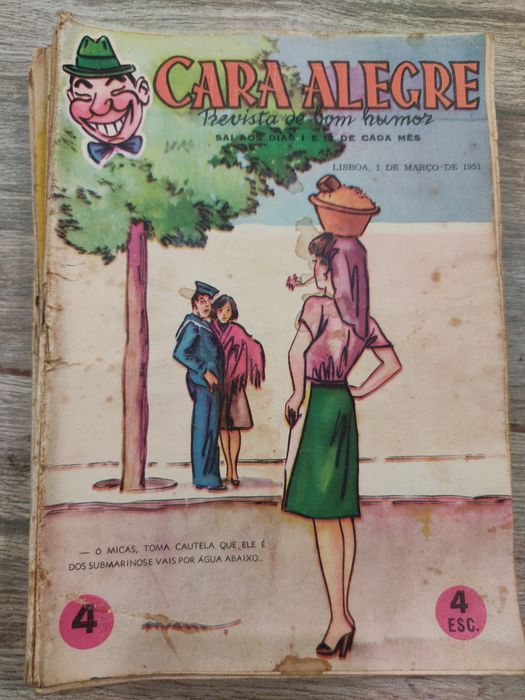 CARA ALEGRE
Revista de bom humor
SAI AOS DIAS 1 E 15 DE CADA MÊS
LISBOA, 1 DE MARÇO DE 1951
— Ó MICAS, TOMA CAUTELA QUE ELE É
DOS SUBMARINOS E VAIS POR ÁGUA ABAIXO..
4
4
ESC.